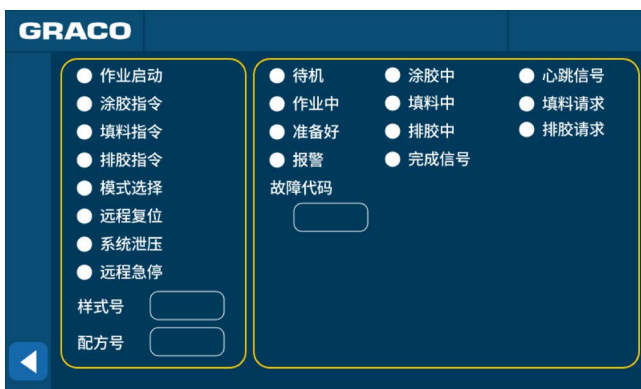 GRACO
作业启动
涂胶指令
填料指令
排胶指令
模式选择
远程复位
系统泄压
远程急停
样式号
配方号
待机 涂胶中 心跳信号
作业中 填料中 填料请求
准备好 排胶中 排胶请求
报警 完成信号
故障代码